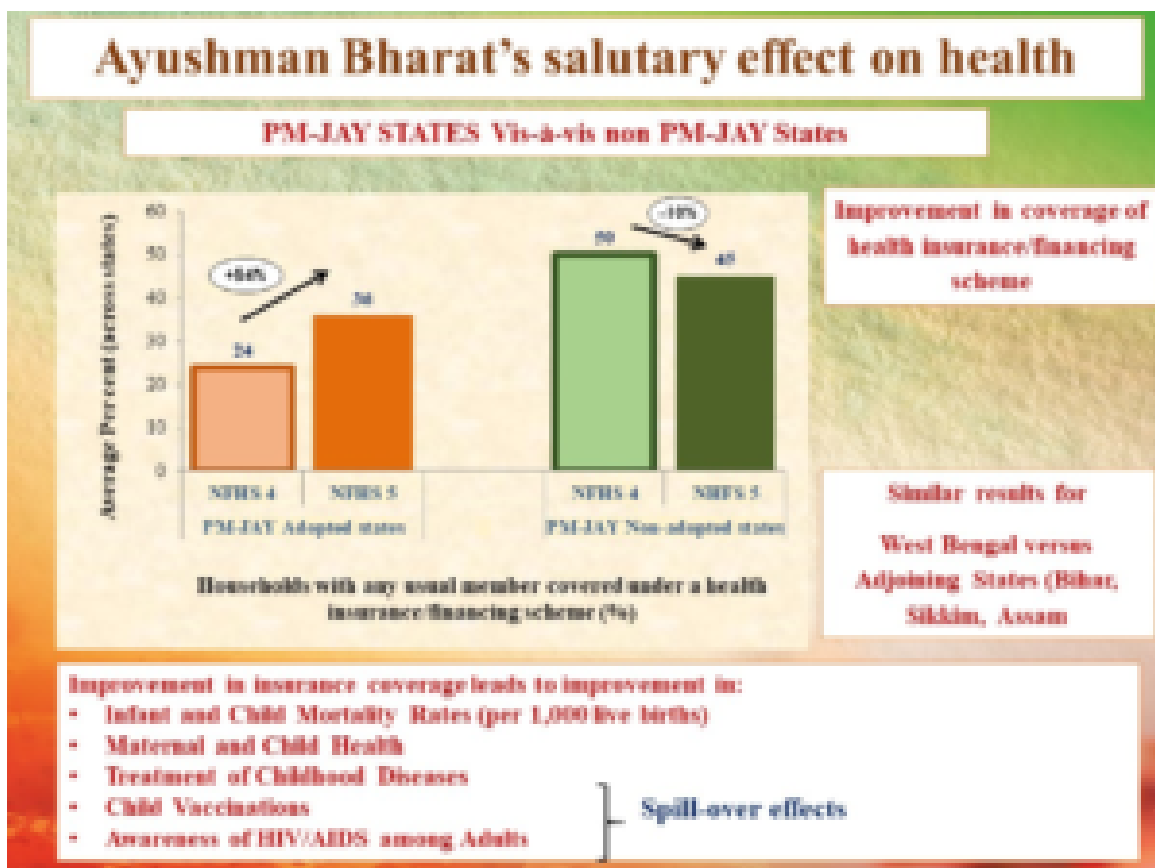 Ayushman Bharat's salutary effect on health
PM-JAY STATES Vis-à-vis non PM-JAY States
Average Percent (across states)
60
50
40
30
20
10
0
24
36
50
45
-10%
NFHS 4
NFHS 5
NFHS 4
NHFS 5
PM-JAY Adopted states
PM-JAY Non-adopted states
Households with any usual member covered under a health
insurance/financing scheme (%)
Improvement in coverage of
health insurance/financing
scheme
Similar results for
West Bengal versus
Adjoining States (Bihar,
Sikkim, Assam
Improvement in insurance coverage leads to improvement in:
• Infant and Child Mortality Rates (per 1,000 live births)
• Maternal and Child Health
• Treatment of Childhood Diseases
• Child Vaccinations
• Awareness of HIV/AIDS among Adults
Spill-over effects